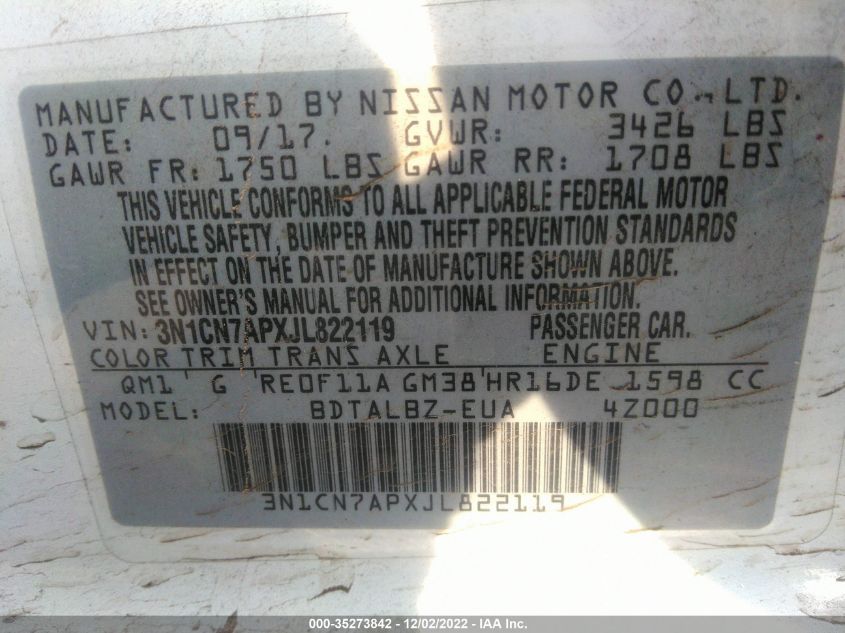 MANUFACTURED BY NISSAN MOTOR CO., LTD.
DATE: 09/17. GVWR: 3426 LBS
GAWR FR: 1750 LBS GAWR RR: 1708 LBS
THIS VEHICLE CONFORMS TO ALL APPLICABLE FEDERAL MOTOR
VEHICLE SAFETY, BUMPER AND THEFT PREVENTION STANDARDS
IN EFFECT ON THE DATE OF MANUFACTURE SHOWN ABOVE.
SEE OWNER'S MANUAL FOR ADDITIONAL INFORMATION.
VIN: 3N1CN7APXJL822119 PASSENGER CAR.
COLOR TRIM TRANS AXLE ENGINE
QM1 G RE0F11A GM38 HR16DE 1598 CC
MODEL: BDTALBZ-EUA 4Z000
3N1CN7APXJL822119
000-35273842 - 12/02/2022 - IAA Inc.